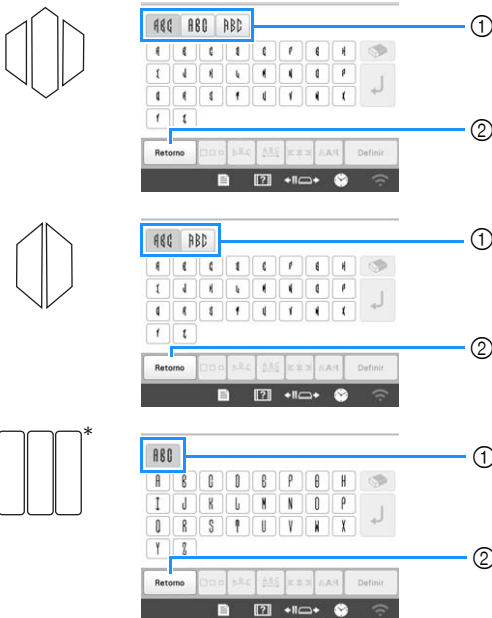 ABC ABC ABC ①
A B C D E F G H
I J K L M N O P
Q R S T U V W X
Y Z
②
Retorno Definir
?
ABC ABC ①
A B C D E F G H
I J K L M N O P
Q R S T U V W X
Y Z
②
Retorno Definir
?
*
ABC ①
A B C D E F G H
I J K L M N O P
Q R S T U V W X
Y Z
②
Retorno Definir
?